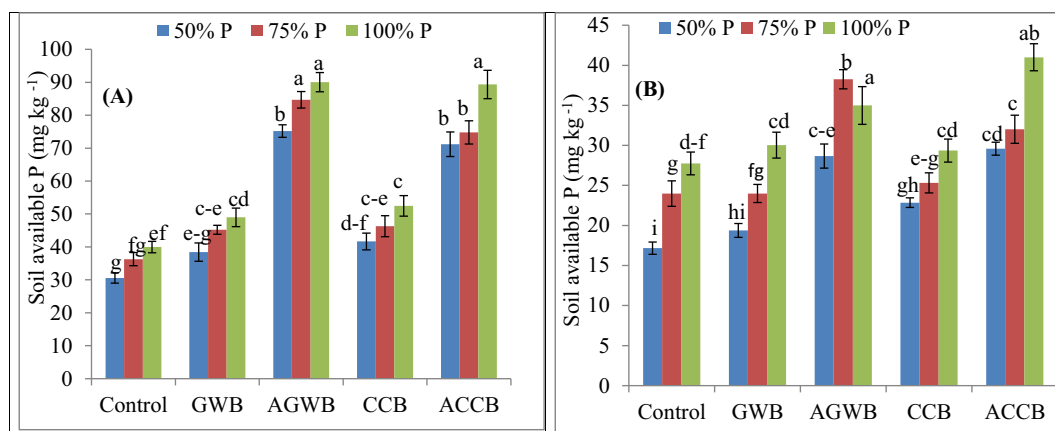 50% P 75% P 100% P
(A)
Soil available P (mg kg⁻¹)
100
90
80
70
60
50
40
30
20
10
0
g fg ef
e-g c-e cd
b a a
d-f c-e c
b b a
Control GWB AGWB CCB ACCB
50% P 75% P 100% P
(B)
Soil available P (mg kg⁻¹)
45
40
35
30
25
20
15
10
5
0
i g d-f
hi fg cd
c-e b a
gh e-g cd
cd c ab
Control GWB AGWB CCB ACCB